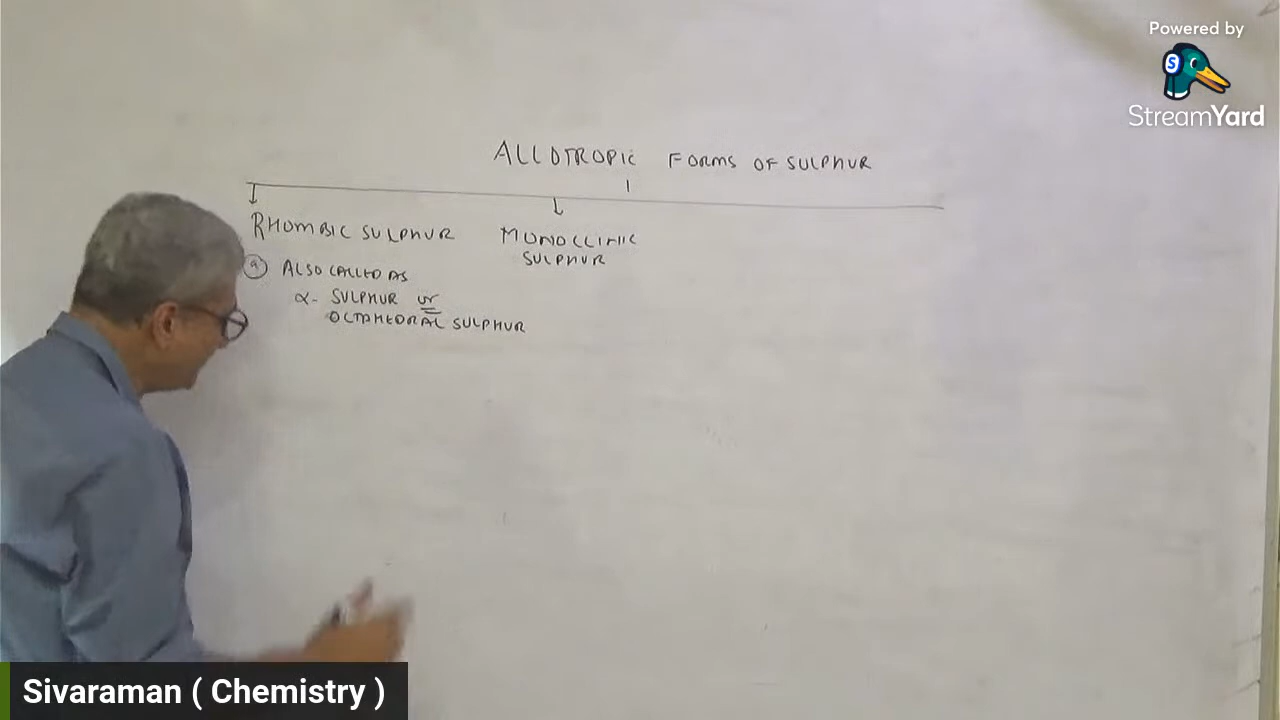 Powered by
StreamYard
ALLOTROPIC FORMS OF SULPHUR
RHOMBIC SULPHUR
MONOCLINIC
SULPHUR
a ALSO CALLED AS
α- SULPHUR or
OCTAHEDRAL SULPHUR
Sivaraman ( Chemistry )